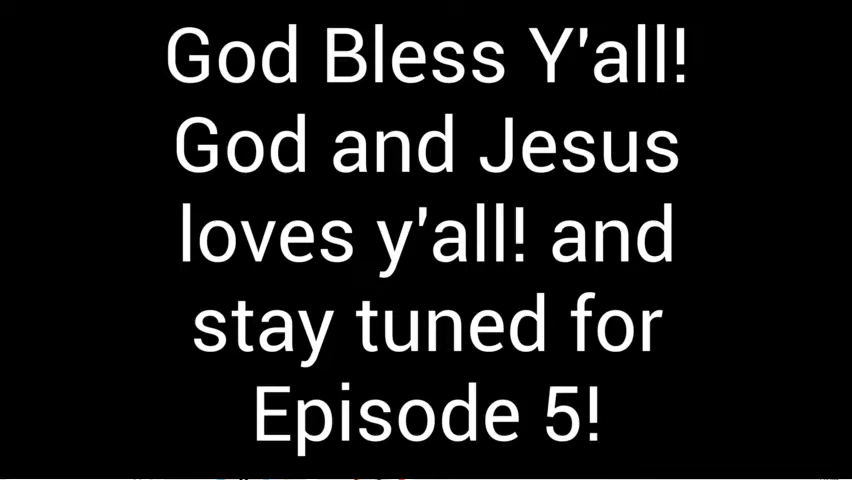 God Bless Y'all!
God and Jesus
loves y'all! and
stay tuned for
Episode 5!